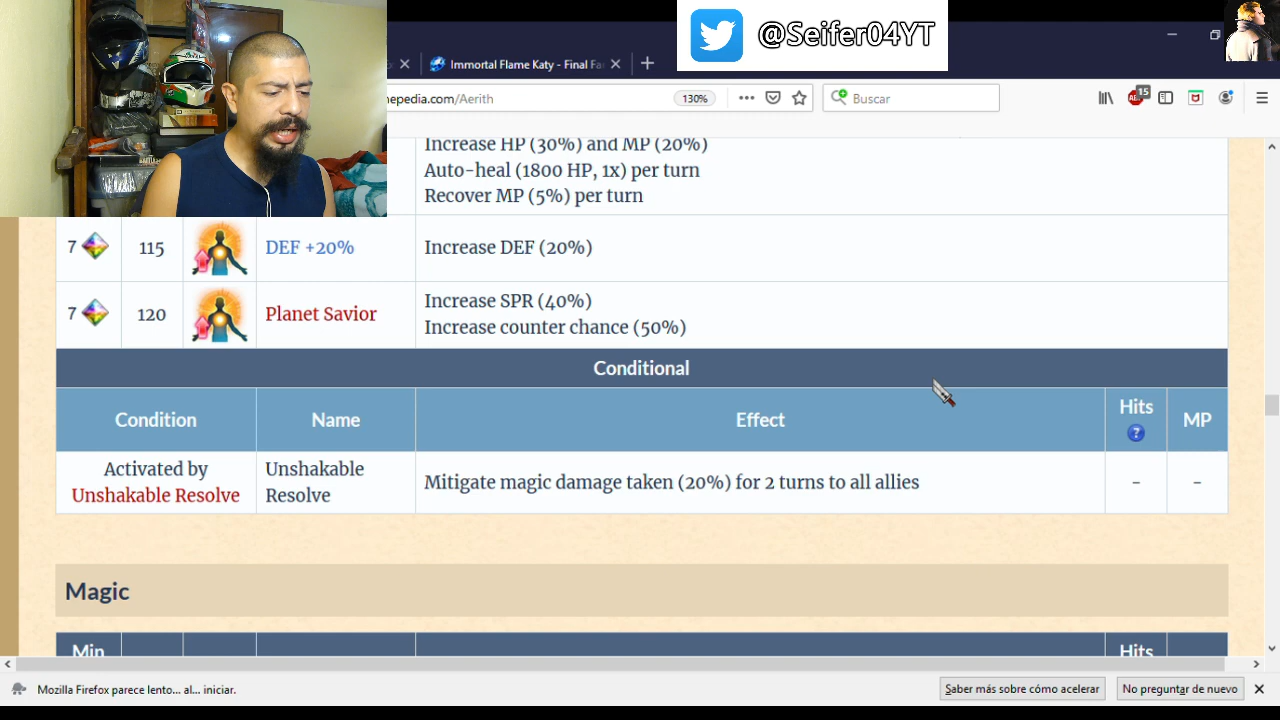 @Seifer04YT
Immortal Flame Katy - Final Fa
nepedia.com/Aerith
130%
Buscar
15
Increase HP (30%) and MP (20%)
Auto-heal (1800 HP, 1x) per turn
Recover MP (5%) per turn
7 115 DEF +20% Increase DEF (20%)
7 120 Planet Savior Increase SPR (40%)
Increase counter chance (50%)
Conditional
Condition Name Effect Hits MP
Activated by
Unshakable Resolve
Unshakable
Resolve
Mitigate magic damage taken (20%) for 2 turns to all allies - -
Magic
Min Hits
Mozilla Firefox parece lento... al... iniciar.
Saber más sobre cómo acelerar
No preguntar de nuevo